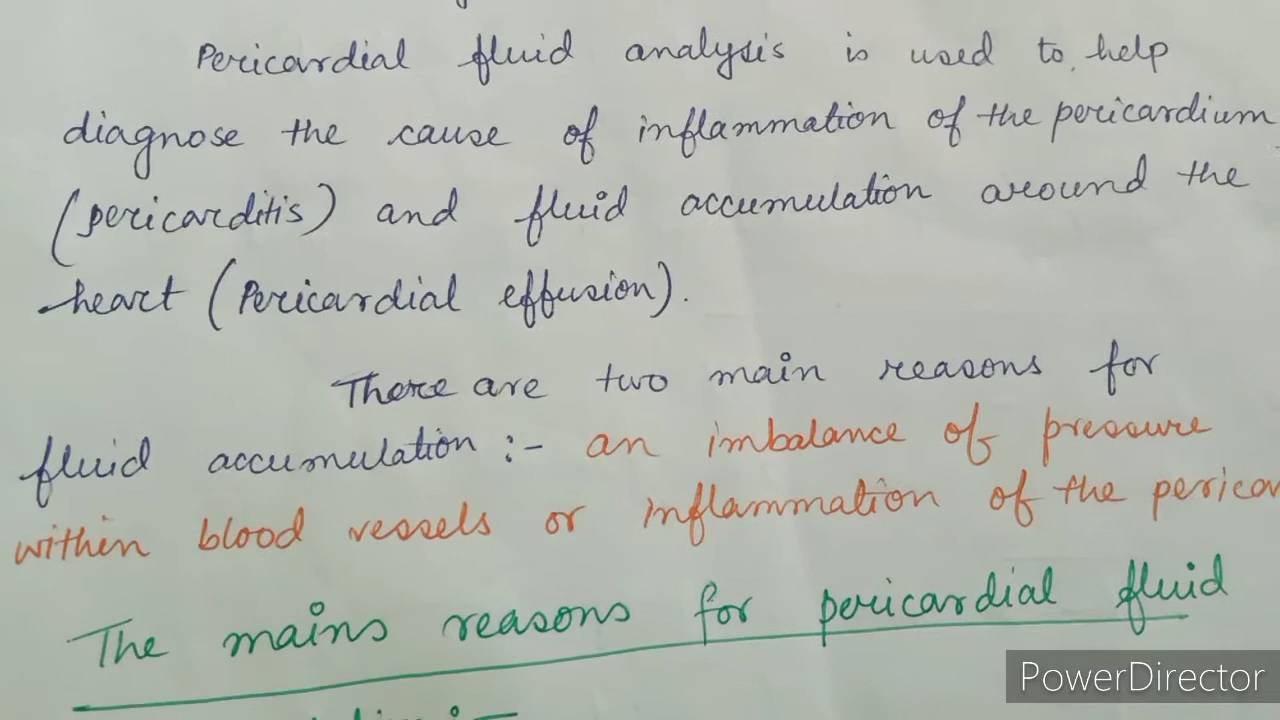 Pericardial fluid analysis is used to help
diagnose the cause of inflammation of the pericardium
(pericarditis) and fluid accumulation around the
heart (Pericardial effusion).
There are two main reasons for
fluid accumulation :- an imbalance of pressure
within blood vessels or inflammation of the pericar
The mains reasons for pericardial fluid
PowerDirector